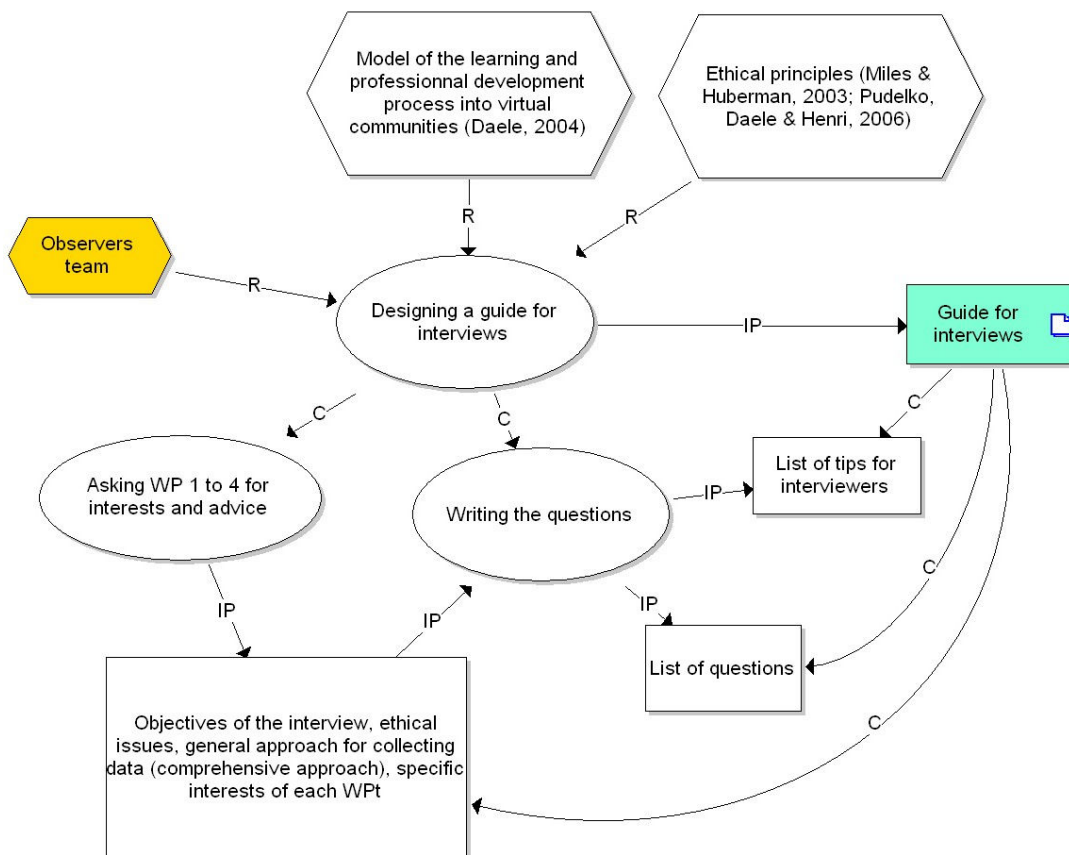 Model of the learning and
professionnal development
process into virtual
communities (Daele, 2004)
Ethical principles (Miles &
Huberman, 2003; Pudelko,
Daele & Henri, 2006)
R
R
Observers
team
R
Designing a guide for
interviews
IP
Guide for
interviews
C
C
C
Asking WP 1 to 4 for
interests and advice
Writing the questions
IP
List of tips for
interviewers
C
IP
IP
IP
List of questions
C
Objectives of the interview, ethical
issues, general approach for collecting
data (comprehensive approach), specific
interests of each WPt